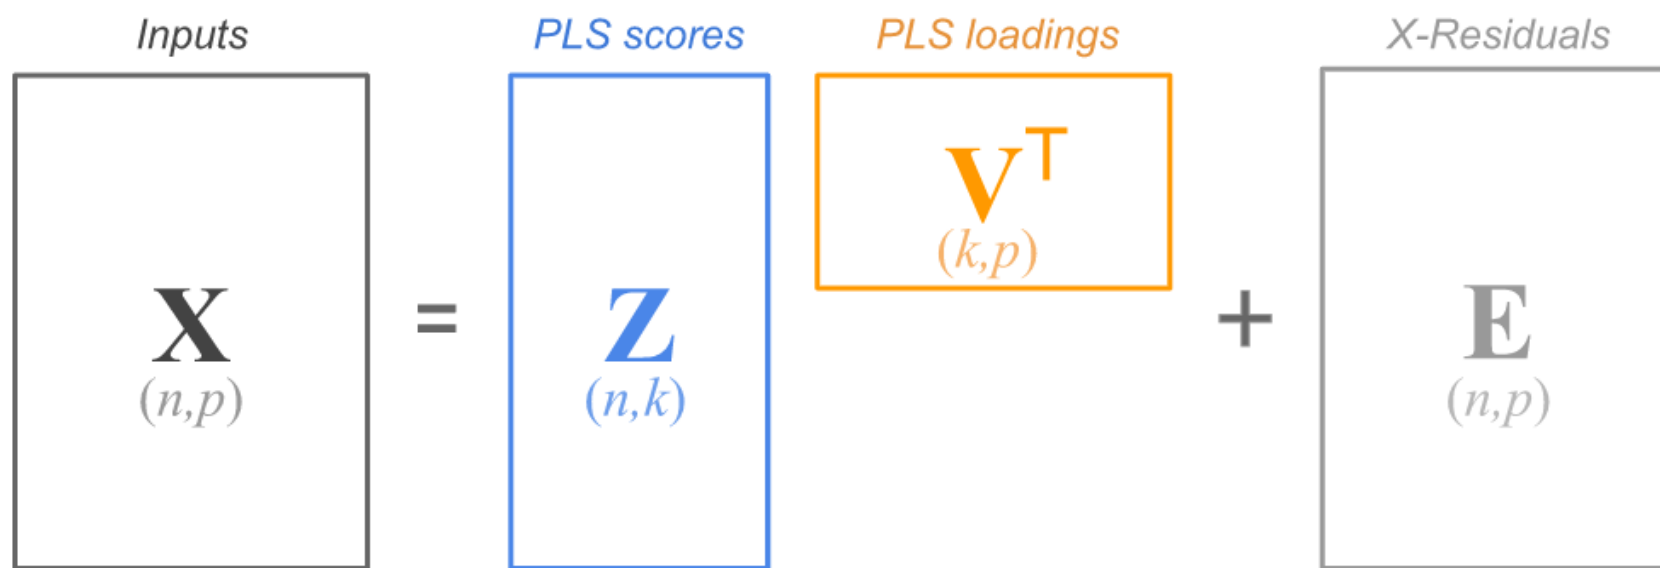 Inputs
PLS scores
PLS loadings
X-Residuals
X
(n,p)
=
Z
(n,k)
V^T
(k,p)
+
E
(n,p)